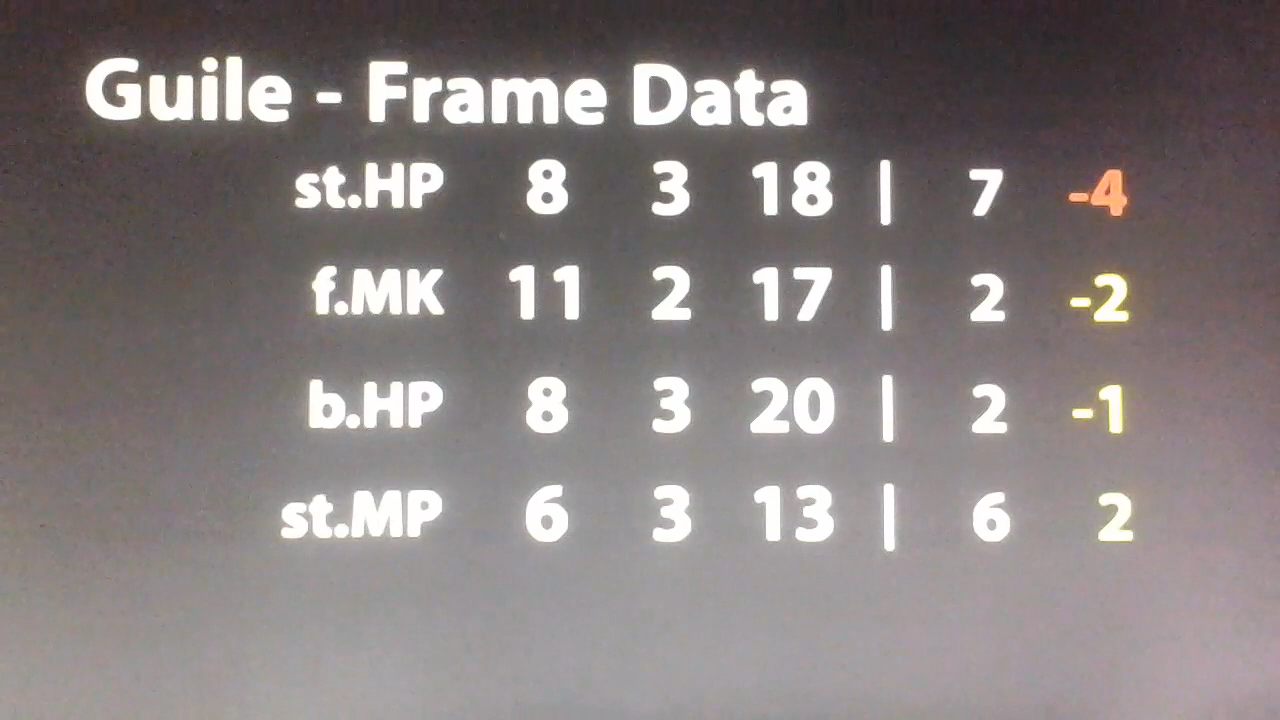 Guile - Frame Data
st.HP 8 3 18 | 7 -4
f.MK 11 2 17 | 2 -2
b.HP 8 3 20 | 2 -1
st.MP 6 3 13 | 6 2